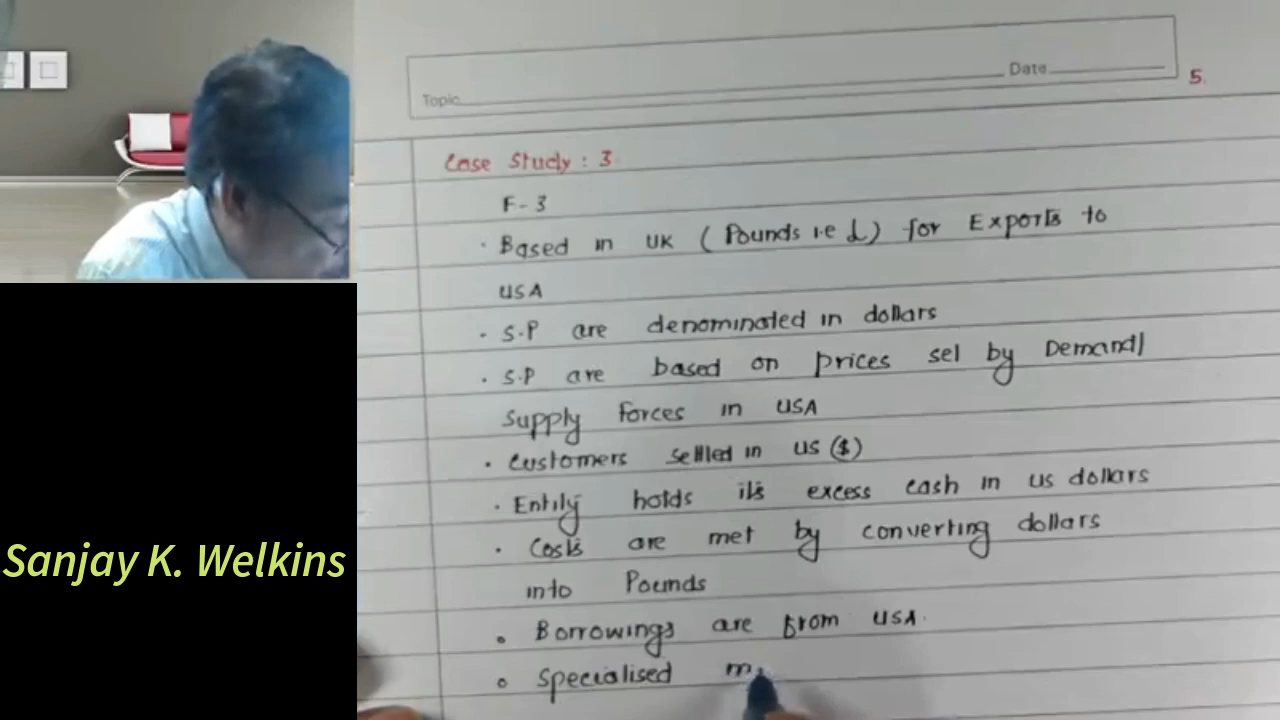 Topic
Date
5.
Case Study : 3
F-3
· Based in UK ( Pounds i.e £) for Exports to
USA
· S.P are denominated in dollars
· S.P are based on prices set by Demand/
Supply Forces in USA
· Customers settled in US ($)
· Entity holds its excess cash in US dollars
· Costs are met by converting dollars
into Pounds
· Borrowings are from USA.
· Specialised
Sanjay K. Welkins